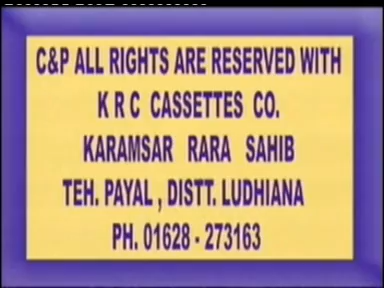 C&P ALL RIGHTS ARE RESERVED WITH
K R C CASSETTES CO.
KARAMSAR RARA SAHIB
TEH. PAYAL , DISTT. LUDHIANA
PH. 01628 - 273163